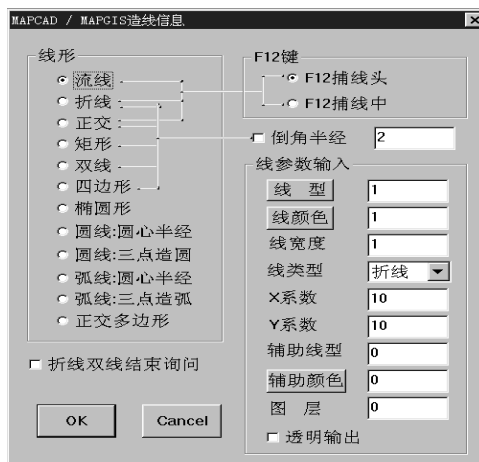 MAPCAD / MAPGIS造线信息
线形
流线
折线
正交
矩形
双线
四边形
椭圆形
圆线:圆心半经
圆线:三点造圆
弧线:圆心半经
弧线:三点造弧
正交多边形
折线双线结束询问
OK
Cancel
F12键
F12捕线头
F12捕线中
倒角半经 2
线参数输入
线 型 1
线颜色 1
线宽度 1
线类型 折线
X系数 10
Y系数 10
辅助线型 0
辅助颜色 0
图 层 0
透明输出